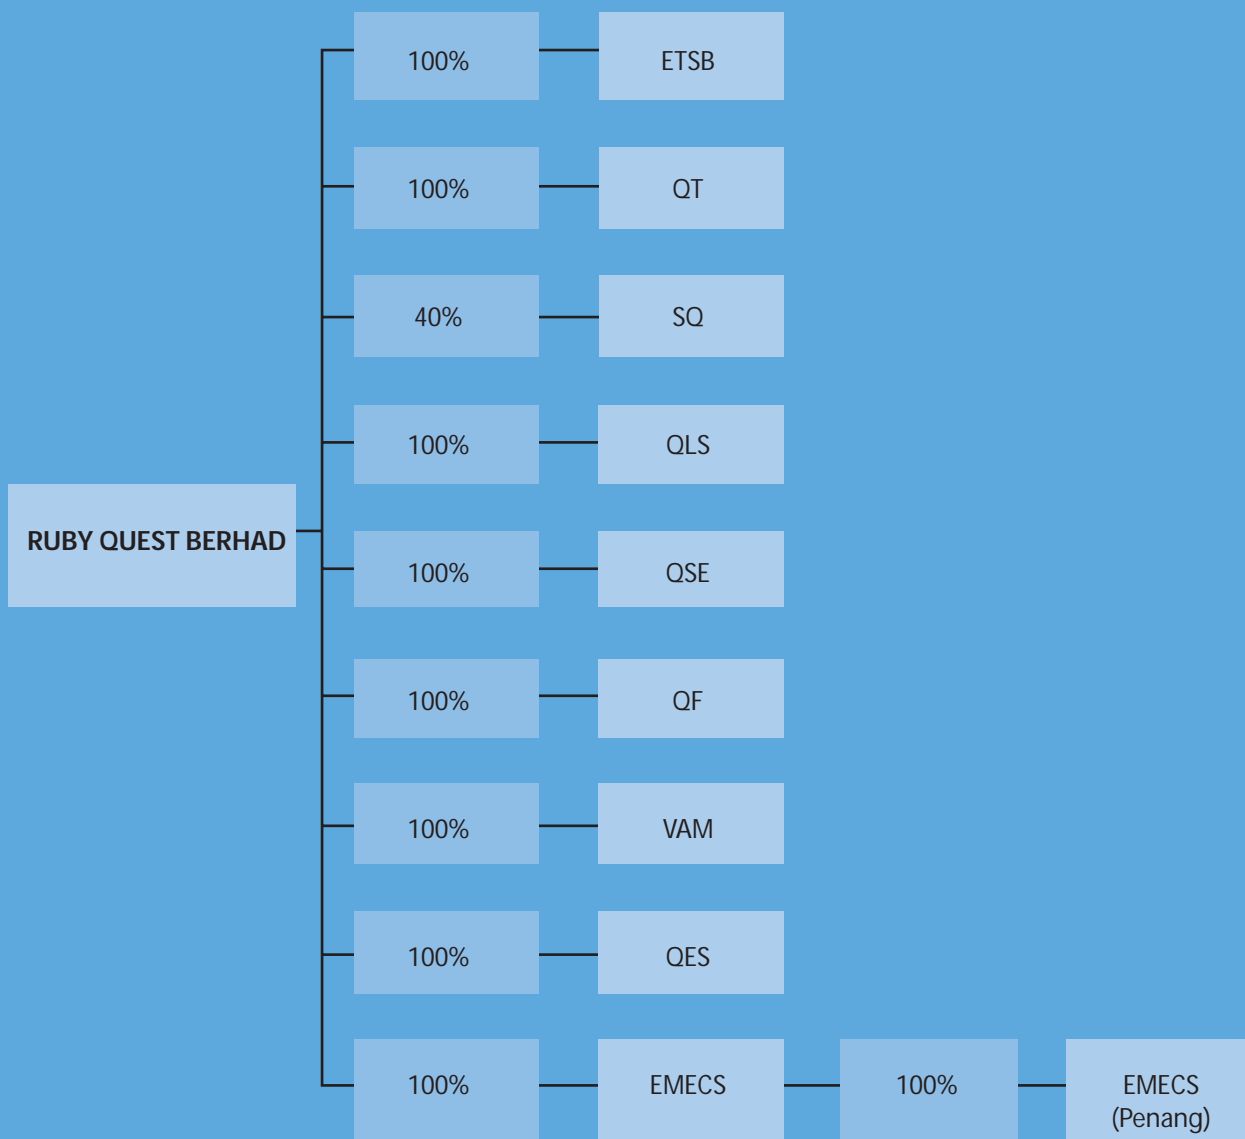 100% ETSB
100% QT
40% SQ
100% QLS
RUBY QUEST BERHAD
100% QSE
100% QF
100% VAM
100% QES
100% EMECS 100% EMECS
(Penang)